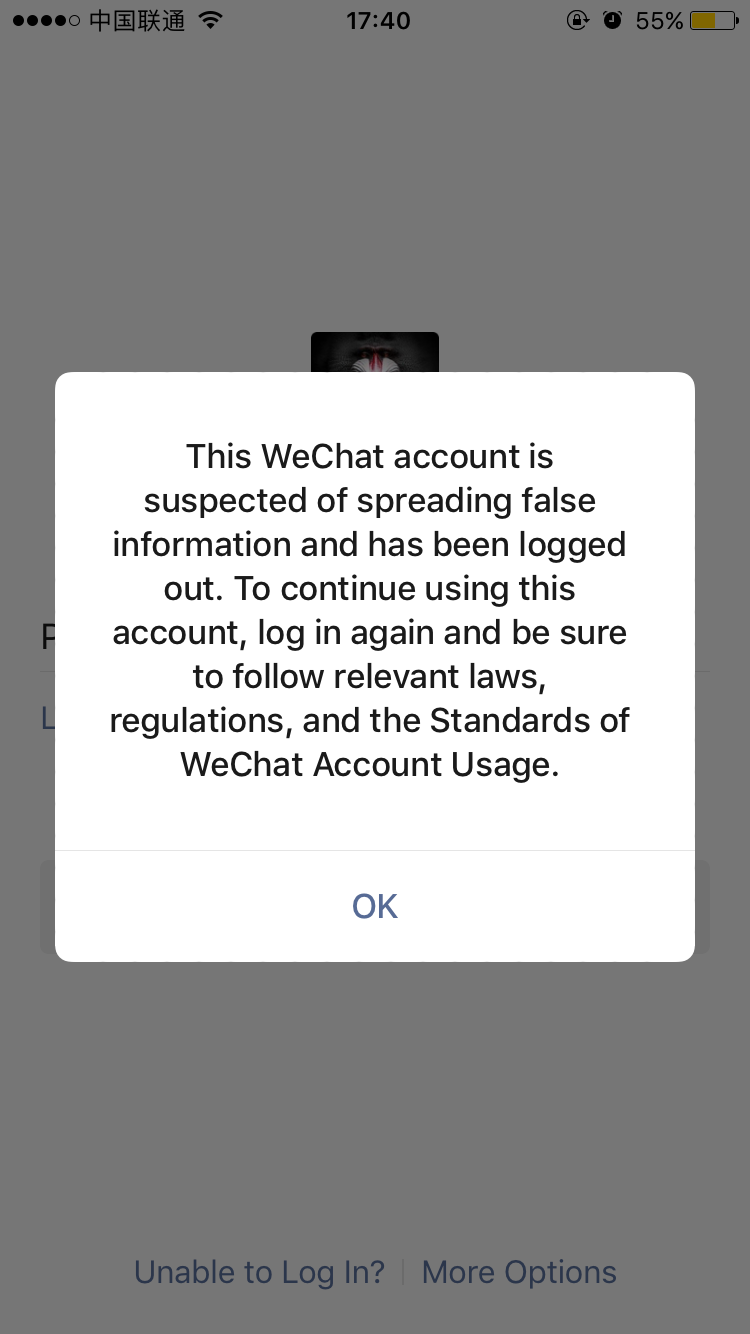 中国联通
17:40
55%
This WeChat account is
suspected of spreading false
information and has been logged
out. To continue using this
account, log in again and be sure
to follow relevant laws,
regulations, and the Standards of
WeChat Account Usage.
OK
Unable to Log In?
More Options